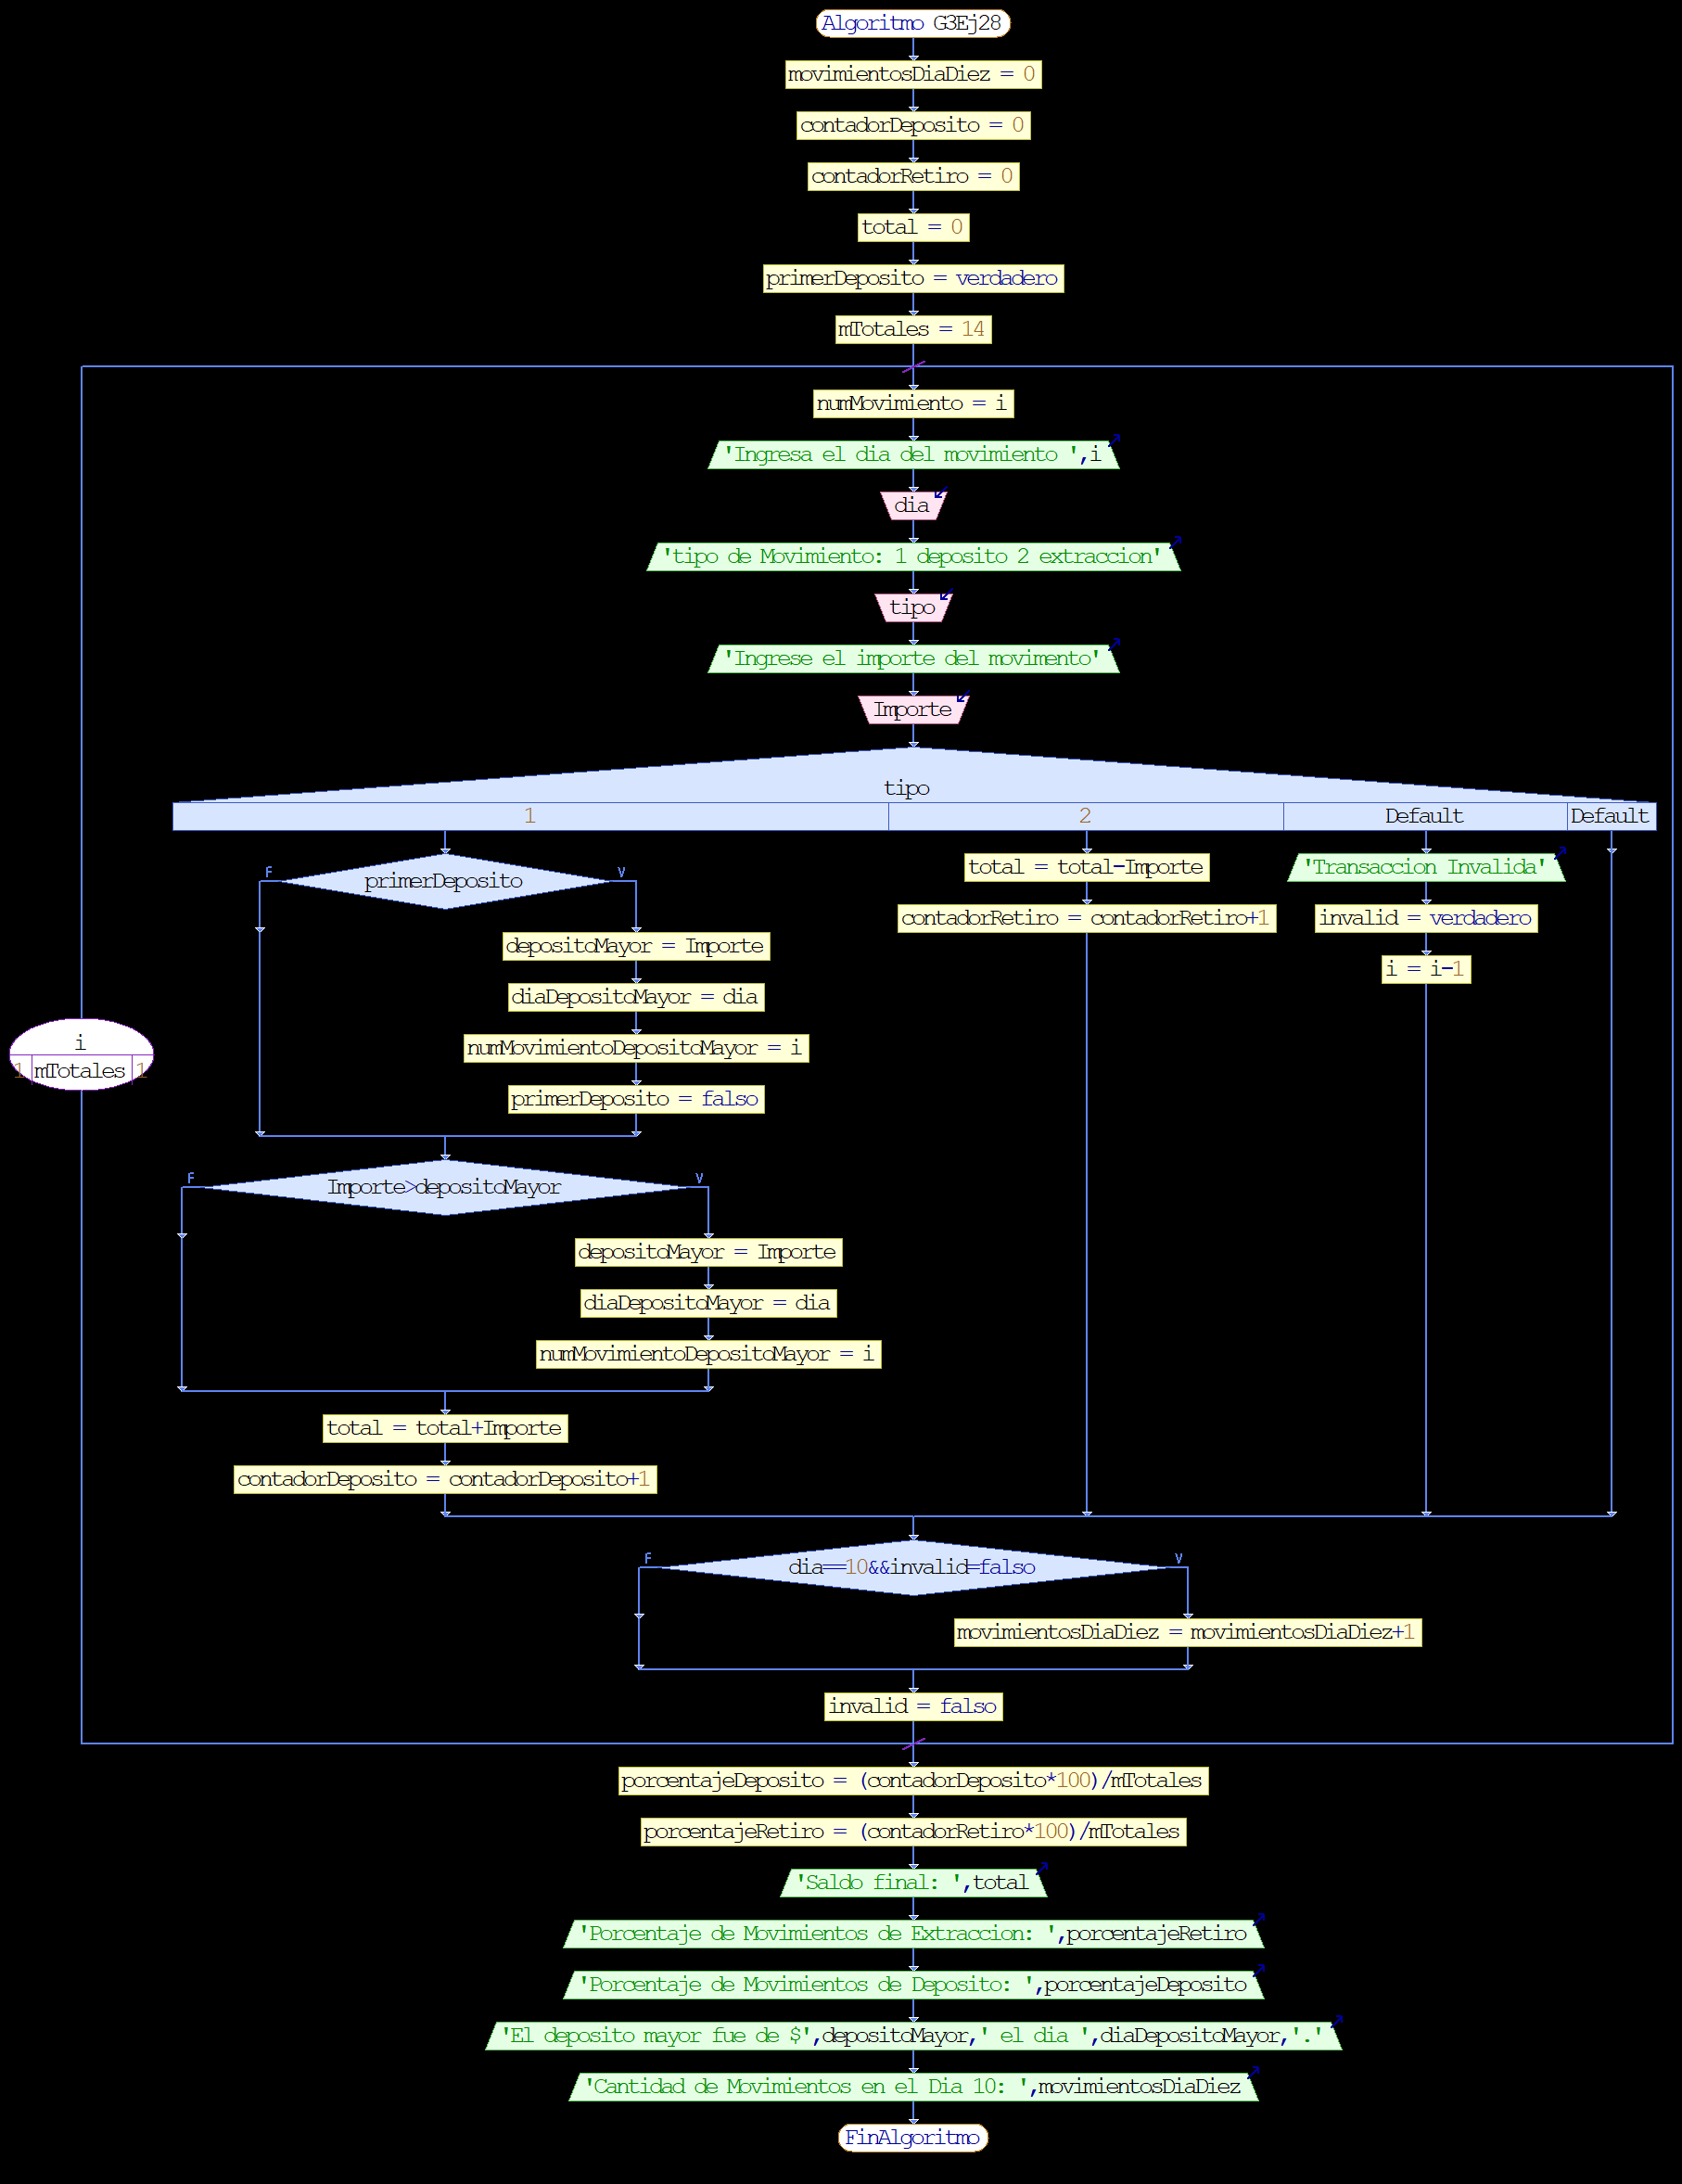 Algoritmo G3Ej28
movimientosDiaDiez = 0
contadorDeposito = 0
contadorRetiro = 0
total = 0
primerDeposito = verdadero
mTotales = 14
numMovimiento = i
'Ingresa el dia del movimiento ',i
dia
'tipo de Movimiento: 1 deposito 2 extraccion'
tipo
'Ingrese el importe del movimento'
Importe
tipo
1 2 Default Default
F primerDeposito V
depositoMayor = Importe
diaDepositoMayor = dia
numMovimientoDepositoMayor = i
primerDeposito = falso
F Importe>depositoMayor V
depositoMayor = Importe
diaDepositoMayor = dia
numMovimientoDepositoMayor = i
total = total+Importe
contadorDeposito = contadorDeposito+1
total = total-Importe
contadorRetiro = contadorRetiro+1
'Transaccion Invalida'
invalid = verdadero
i = i-1
i
1 mTotales 1
F dia==10&&invalid=falso V
movimientosDiaDiez = movimientosDiaDiez+1
invalid = falso
porcentajeDeposito = (contadorDeposito*100)/mTotales
porcentajeRetiro = (contadorRetiro*100)/mTotales
'Saldo final: ',total
'Porcentaje de Movimientos de Extraccion: ',porcentajeRetiro
'Porcentaje de Movimientos de Deposito: ',porcentajeDeposito
'El deposito mayor fue de $',depositoMayor,' el dia ',diaDepositoMayor,'.'
'Cantidad de Movimientos en el Dia 10: ',movimientosDiaDiez
FinAlgoritmo